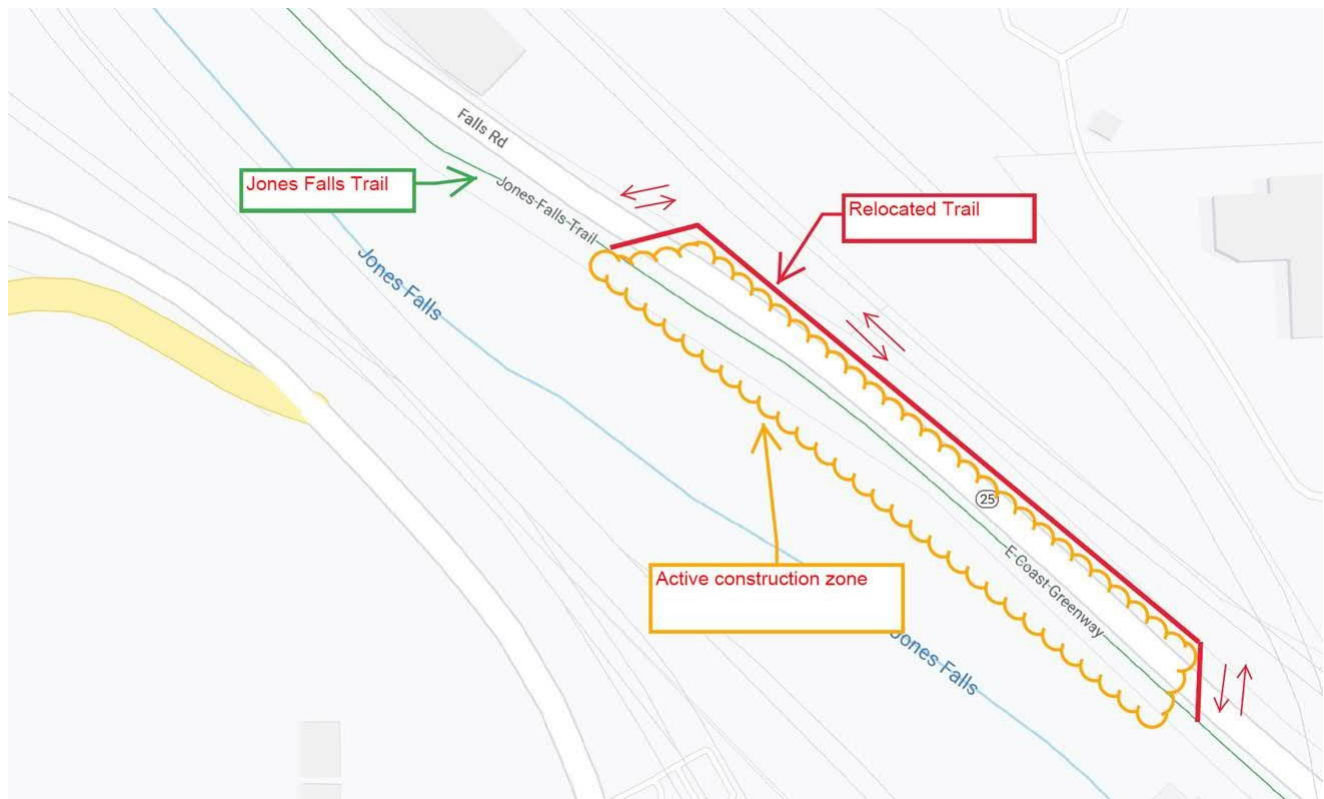 Falls Rd
Jones Falls Trail
Jones-Falls-Trail
Relocated Trail
Jones Falls
25
E-Coast-Greenway
Active construction zone
Jones Falls